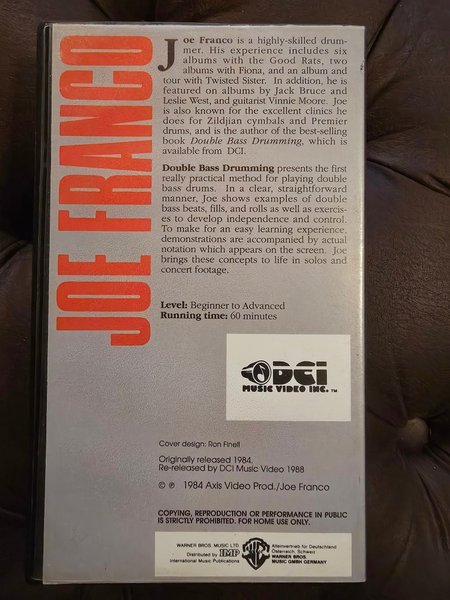 JOE FRANCO
Joe Franco is a highly-skilled drum-
mer. His experience includes six
albums with the Good Rats, two
albums with Fiona, and an album and
tour with Twisted Sister. In addition, he is
featured on albums by Jack Bruce and
Leslie West, and guitarist Vinnie Moore. Joe
is also known for the excellent clinics he
does for Zildjian cymbals and Premier
drums, and is the author of the best-selling
book Double Bass Drumming, which is
available from DCI.
Double Bass Drumming presents the first
really practical method for playing double
bass drums. In a clear, straightforward
manner, Joe shows examples of double
bass beats, fills, and rolls as well as exercis-
es to develop independence and control.
To make for an easy learning experience,
demonstrations are accompanied by actual
notation which appears on the screen. Joe
brings these concepts to life in solos and
concert footage.
Level: Beginner to Advanced
Running time: 60 minutes
DCI
MUSIC VIDEO INC.™
Cover design: Ron Finell
Originally released 1984.
Re-released by DCI Music Video 1988
© ℗ 1984 Axis Video Prod./Joe Franco
COPYING, REPRODUCTION OR PERFORMANCE IN PUBLIC
IS STRICTLY PROHIBITED. FOR HOME USE ONLY.
WARNER BROS. MUSIC LTD.
Distributed by IMP
International Music Publications
WB
Alleinvertrieb für Deutschland
Österreich, Schweiz
WARNER BROS.
MUSIC GMBH GERMANY